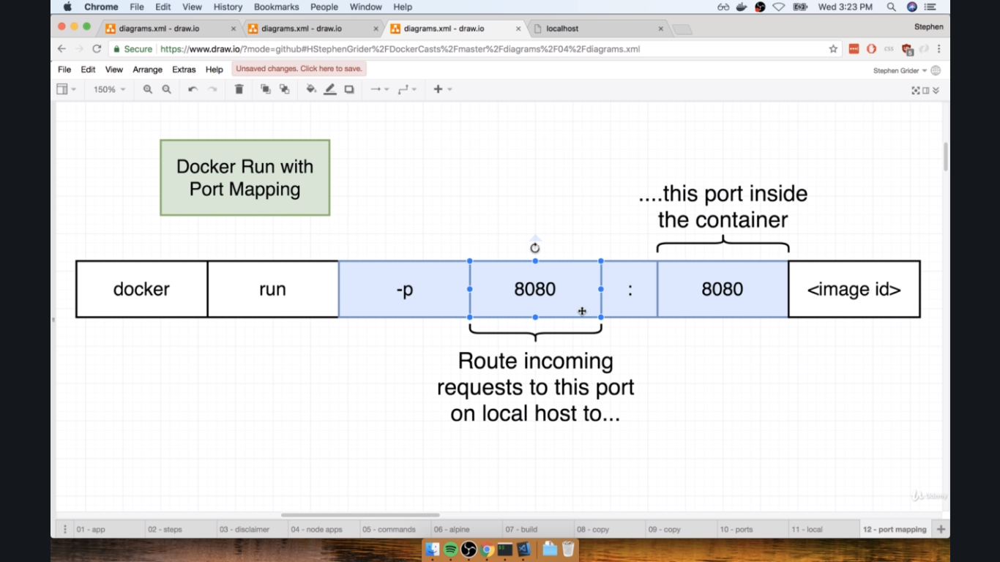 Chrome File Edit View History Bookmarks People Window Help Wed 3:23 PM
diagrams.xml - draw.io × diagrams.xml - draw.io × diagrams.xml - draw.io × localhost × Stephen
Secure https://www.draw.io/?mode=github#HStephenGrider%2FDockerCasts%2Fmaster%2Fdiagrams%2F04%2Fdiagrams.xml
File Edit View Arrange Extras Help Unsaved changes. Click here to save. Stephen Grider
150%
Docker Run with
Port Mapping
....this port inside
the container
docker run -p 8080 : 8080 <image id>
Route incoming
requests to this port
on local host to...
Udemy
01 - app 02 - steps 03 - disclaimer 04 - node apps 05 - commands 06 - alpine 07 - build 08 - copy 09 - copy 10 - ports 11 - local 12 - port mapping